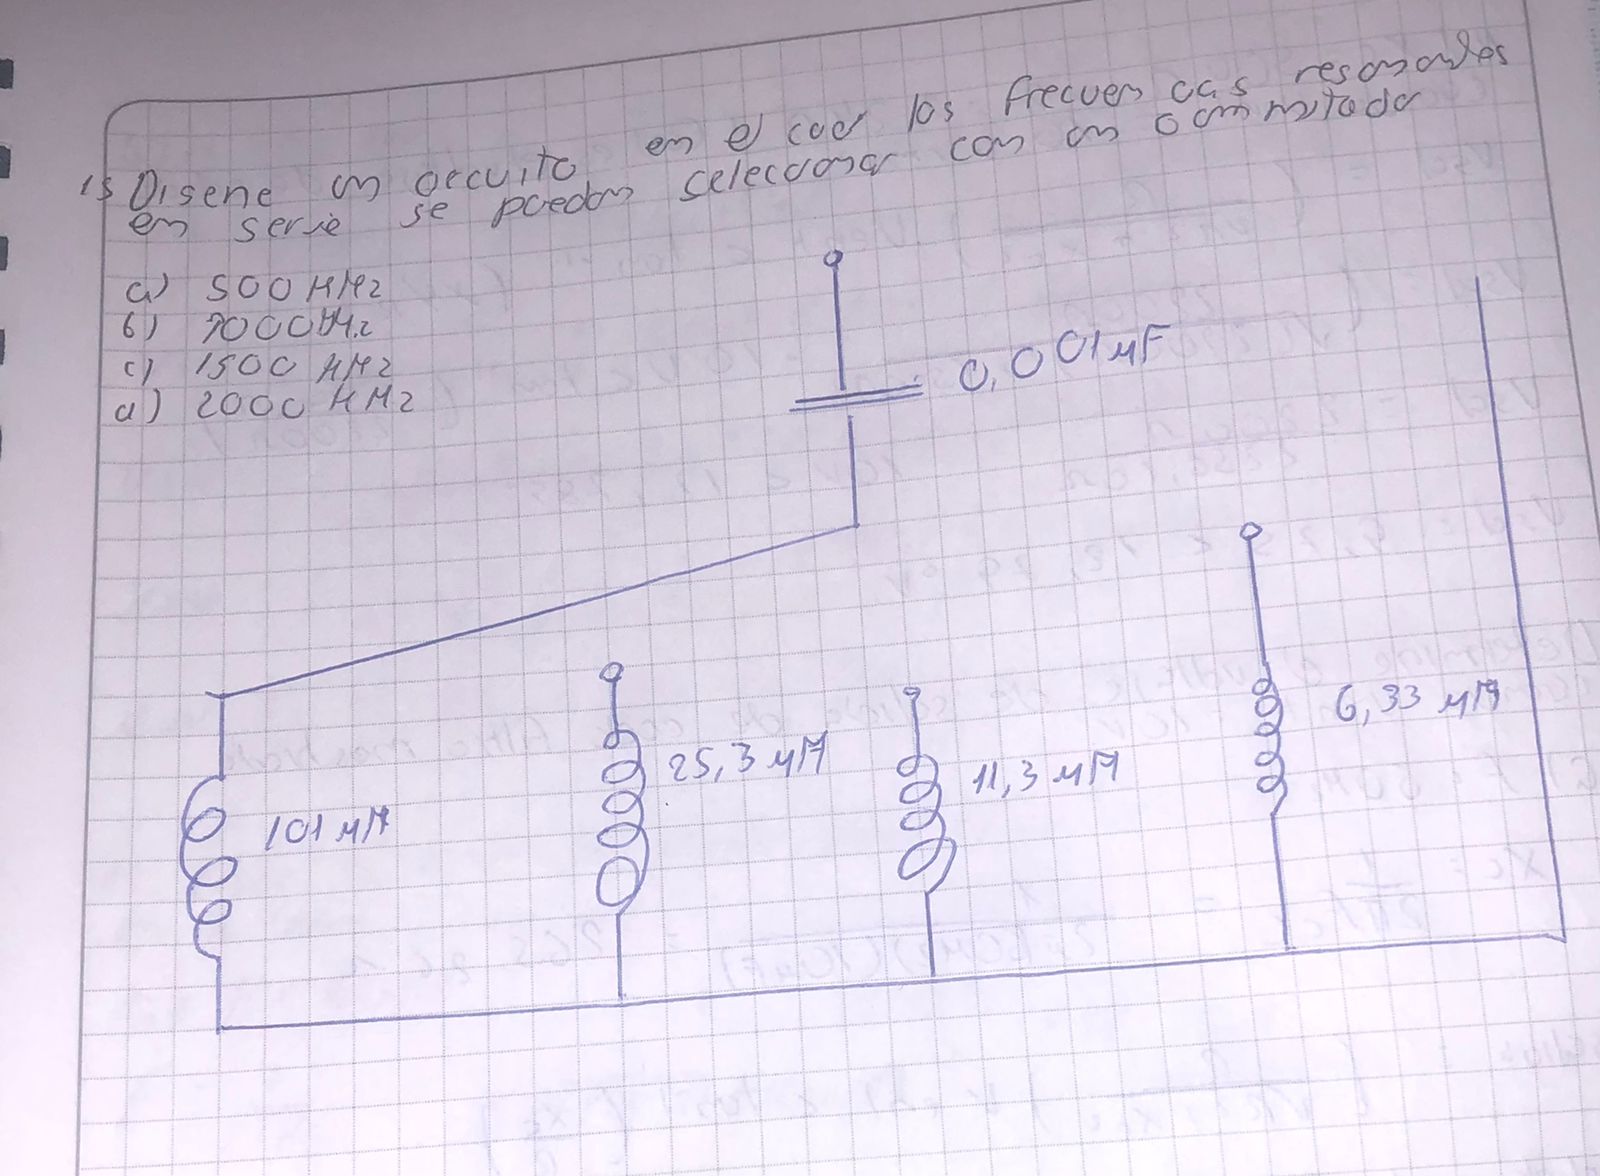 15 Diseñe un circuito en el cual las frecuencias resonantes
en serie se puedan seleccionar con un conmutador
a) 500 KHz
b) 1000 KHz
c) 1500 KHz
d) 2000 KHz
0,001 μF
6,33 μH
25,3 μH
11,3 μH
101 μH